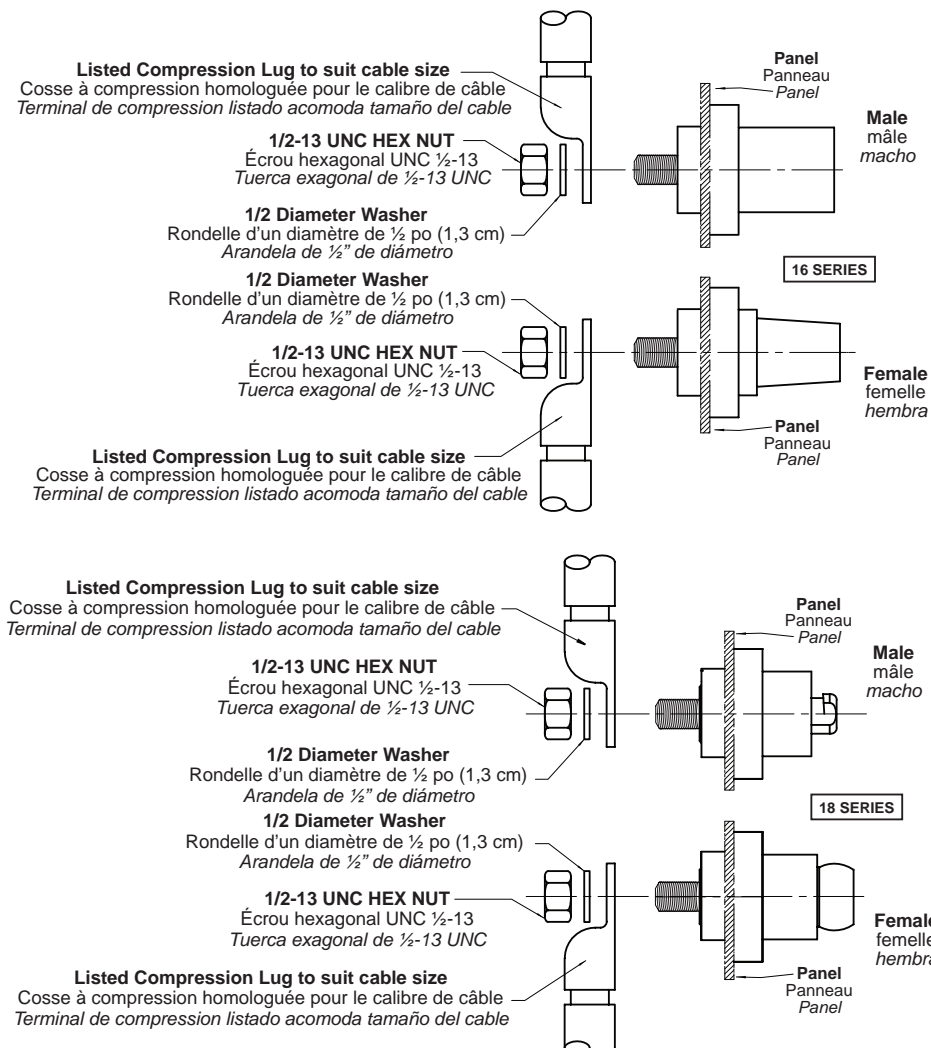 Listed Compression Lug to suit cable size
Cosse à compression homologuée pour le calibre de câble
Terminal de compression listado acomoda tamaño del cable
Panel
Panneau
Panel
Male
mâle
macho
1/2-13 UNC HEX NUT
Écrou hexagonal UNC ½-13
Tuerca exagonal de ½-13 UNC
1/2 Diameter Washer
Rondelle d'un diamètre de ½ po (1,3 cm)
Arandela de ½" de diámetro
16 SERIES
1/2 Diameter Washer
Rondelle d'un diamètre de ½ po (1,3 cm)
Arandela de ½" de diámetro
1/2-13 UNC HEX NUT
Écrou hexagonal UNC ½-13
Tuerca exagonal de ½-13 UNC
Female
femelle
hembra
Panel
Panneau
Panel
Listed Compression Lug to suit cable size
Cosse à compression homologuée pour le calibre de câble
Terminal de compression listado acomoda tamaño del cable
Listed Compression Lug to suit cable size
Cosse à compression homologuée pour le calibre de câble
Terminal de compression listado acomoda tamaño del cable
Panel
Panneau
Panel
Male
mâle
macho
1/2-13 UNC HEX NUT
Écrou hexagonal UNC ½-13
Tuerca exagonal de ½-13 UNC
1/2 Diameter Washer
Rondelle d'un diamètre de ½ po (1,3 cm)
Arandela de ½" de diámetro
18 SERIES
1/2 Diameter Washer
Rondelle d'un diamètre de ½ po (1,3 cm)
Arandela de ½" de diámetro
1/2-13 UNC HEX NUT
Écrou hexagonal UNC ½-13
Tuerca exagonal de ½-13 UNC
Female
femelle
hembra
Panel
Panneau
Panel
Listed Compression Lug to suit cable size
Cosse à compression homologuée pour le calibre de câble
Terminal de compression listado acomoda tamaño del cable